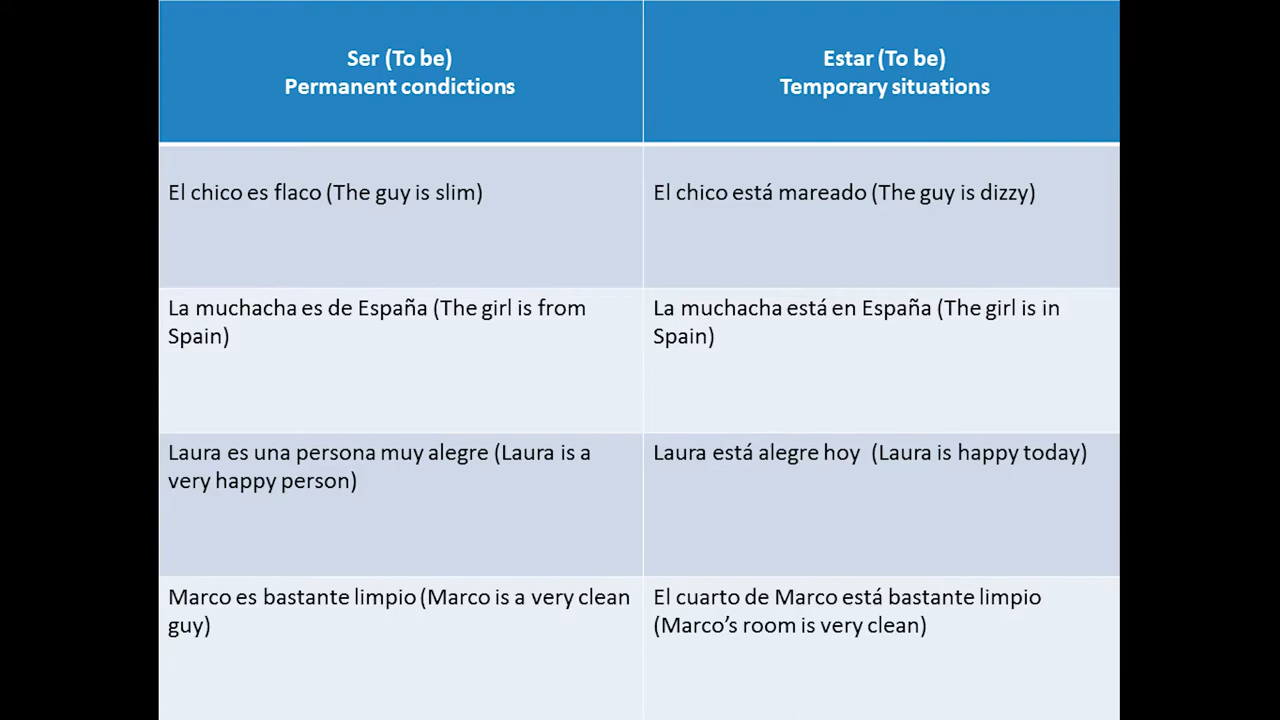 Ser (To be)
Permanent condictions
Estar (To be)
Temporary situations
El chico es flaco (The guy is slim)
El chico está mareado (The guy is dizzy)
La muchacha es de España (The girl is from
Spain)
La muchacha está en España (The girl is in
Spain)
Laura es una persona muy alegre (Laura is a
very happy person)
Laura está alegre hoy  (Laura is happy today)
Marco es bastante limpio (Marco is a very clean
guy)
El cuarto de Marco está bastante limpio
(Marco’s room is very clean)